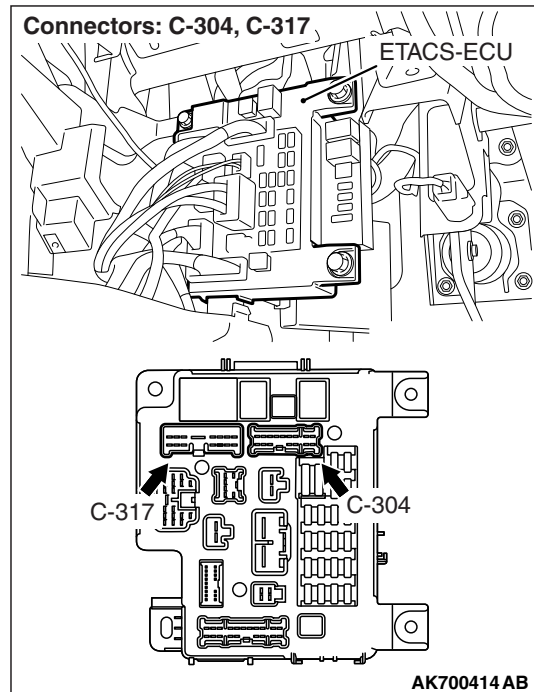 Connectors: C-304, C-317
ETACS-ECU
C-317
C-304
AK700414 AB